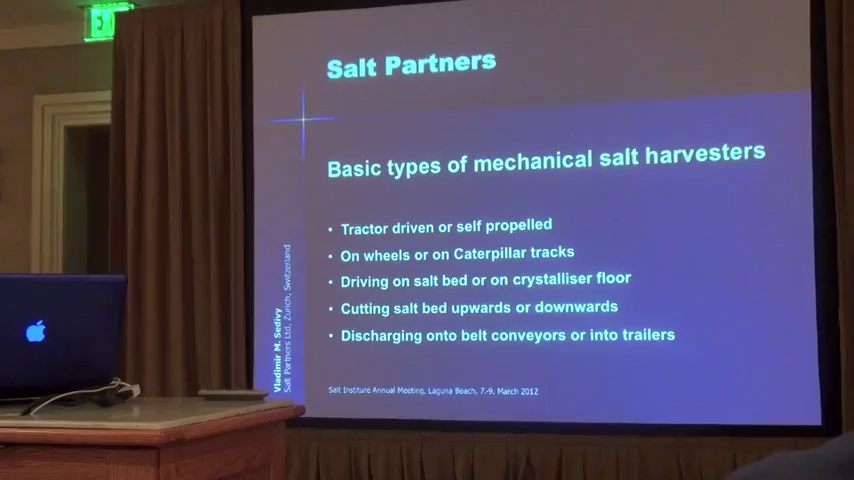 Salt Partners
Basic types of mechanical salt harvesters
• Tractor driven or self propelled
• On wheels or on Caterpillar tracks
• Driving on salt bed or on crystalliser floor
• Cutting salt bed upwards or downwards
• Discharging onto belt conveyors or into trailers
Vladimir M. Sedivy
Salt Partners Ltd, Zurich, Switzerland
Salt Institure Annual Meeting, Laguna Beach, 7.-9. March 2012